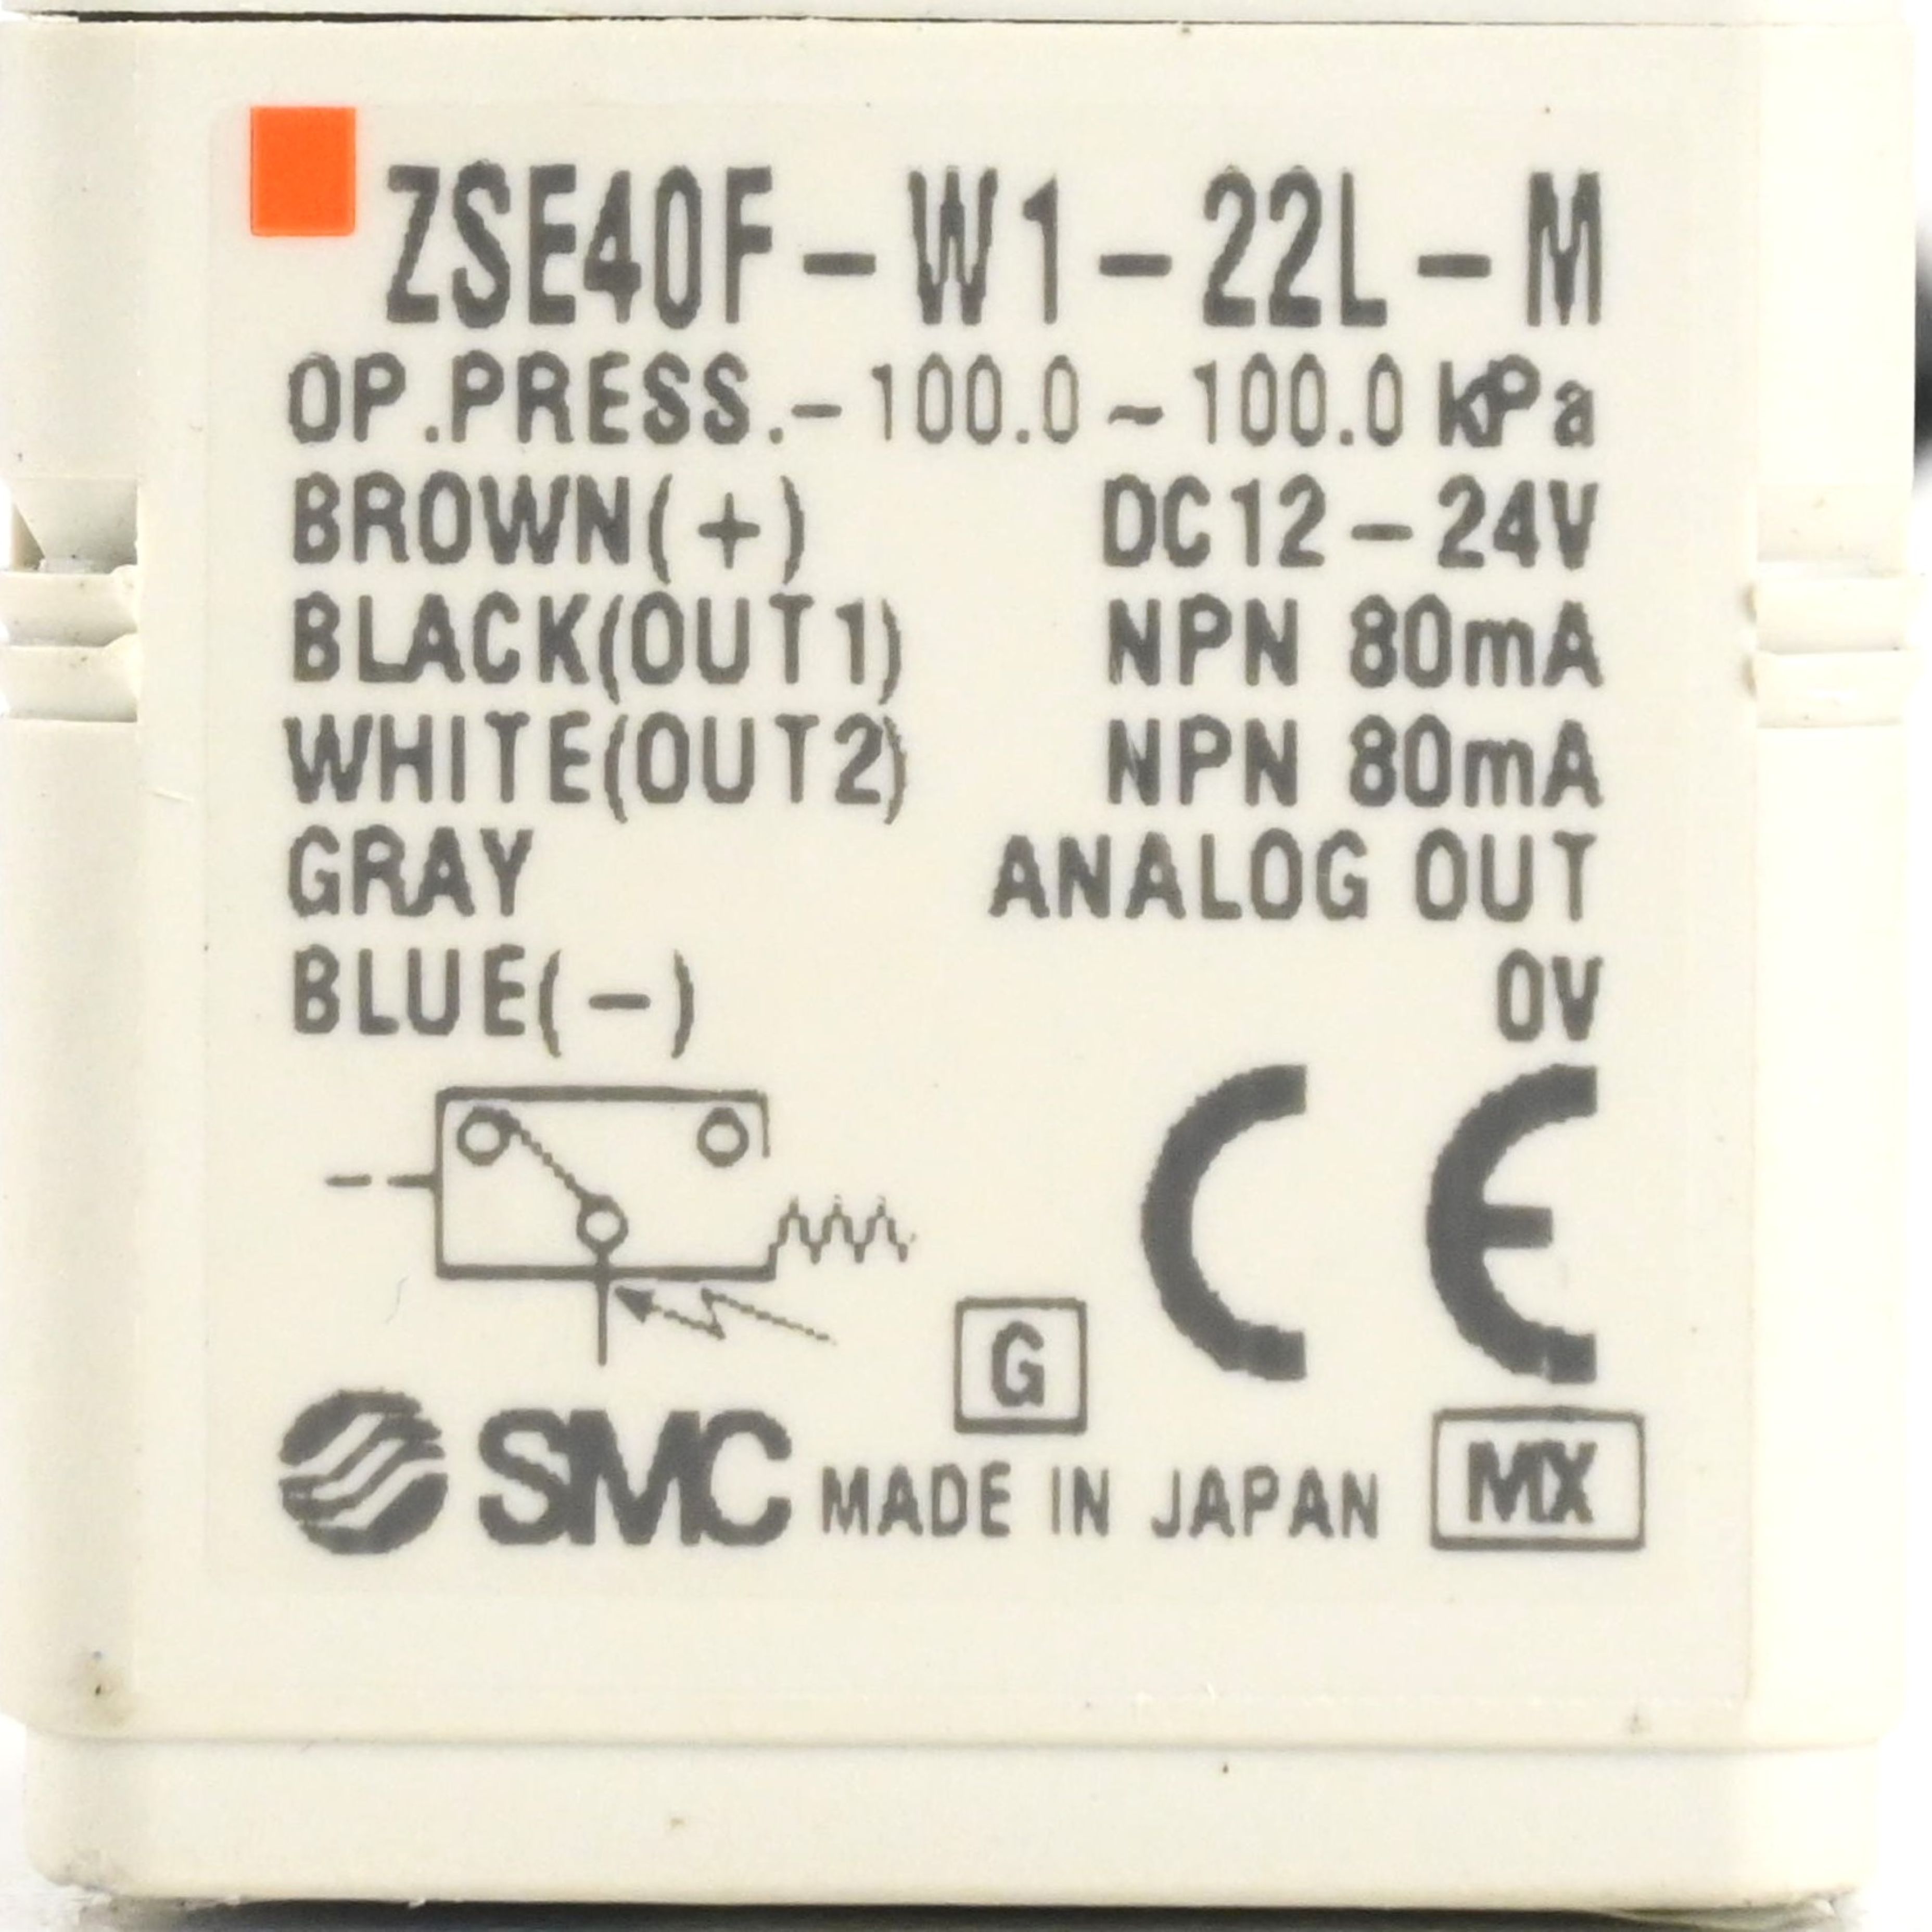 ZSE40F-W1-22L-M
OP.PRESS.-100.0~100.0 kPa
BROWN(+) DC12-24V
BLACK(OUT1) NPN 80mA
WHITE(OUT2) NPN 80mA
GRAY ANALOG OUT
BLUE(-) 0V
CE
G
SMC MADE IN JAPAN MX